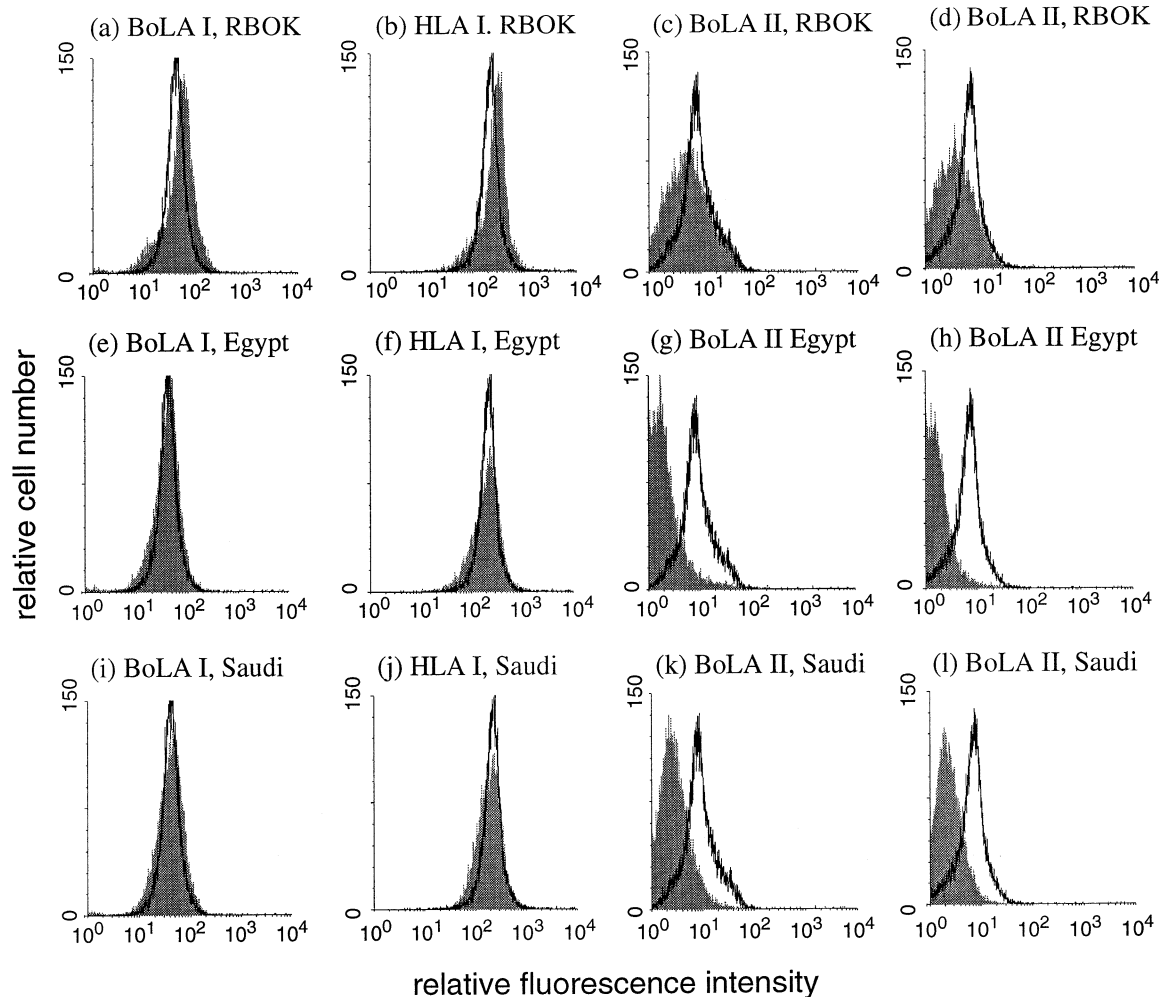 (a) BoLA I, RBOK
(b) HLA I. RBOK
(c) BoLA II, RBOK
(d) BoLA II, RBOK
150
150
150
150
0
0
0
0
10^0 10^1 10^2 10^3 10^4
10^0 10^1 10^2 10^3 10^4
10^0 10^1 10^2 10^3 10^4
10^0 10^1 10^2 10^3 10^4
(e) BoLA I, Egypt
(f) HLA I, Egypt
(g) BoLA II Egypt
(h) BoLA II Egypt
150
150
150
150
0
0
0
0
10^0 10^1 10^2 10^3 10^4
10^0 10^1 10^2 10^3 10^4
10^0 10^1 10^2 10^3 10^4
10^0 10^1 10^2 10^3 10^4
relative cell number
(i) BoLA I, Saudi
(j) HLA I, Saudi
(k) BoLA II, Saudi
(l) BoLA II, Saudi
150
150
150
150
0
0
0
0
10^0 10^1 10^2 10^3 10^4
10^0 10^1 10^2 10^3 10^4
10^0 10^1 10^2 10^3 10^4
10^0 10^1 10^2 10^3 10^4
relative fluorescence intensity